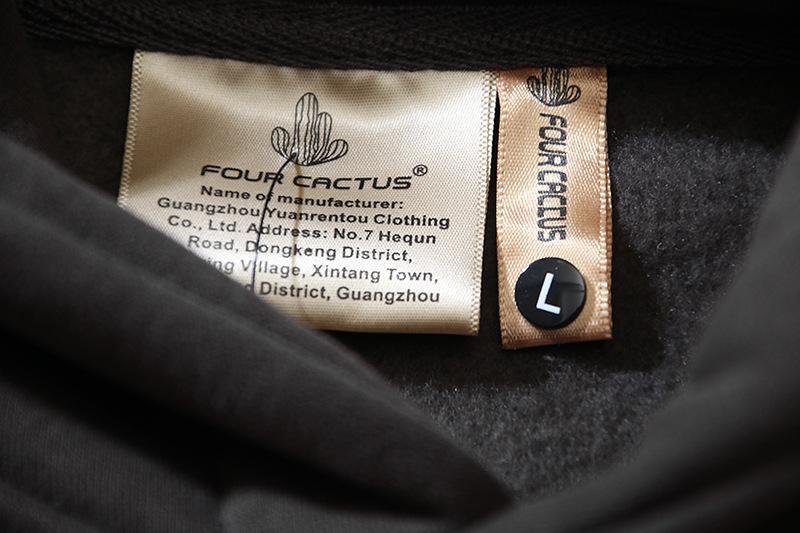 FOUR CACTUS®
Name of manufacturer:
Guangzhou Yuanrentou Clothing
Co., Ltd. Address: No.7 Hequn
Road, Dongkeng District,
Village, Xintang Town,
District, Guangzhou
FOUR CACTUS
L